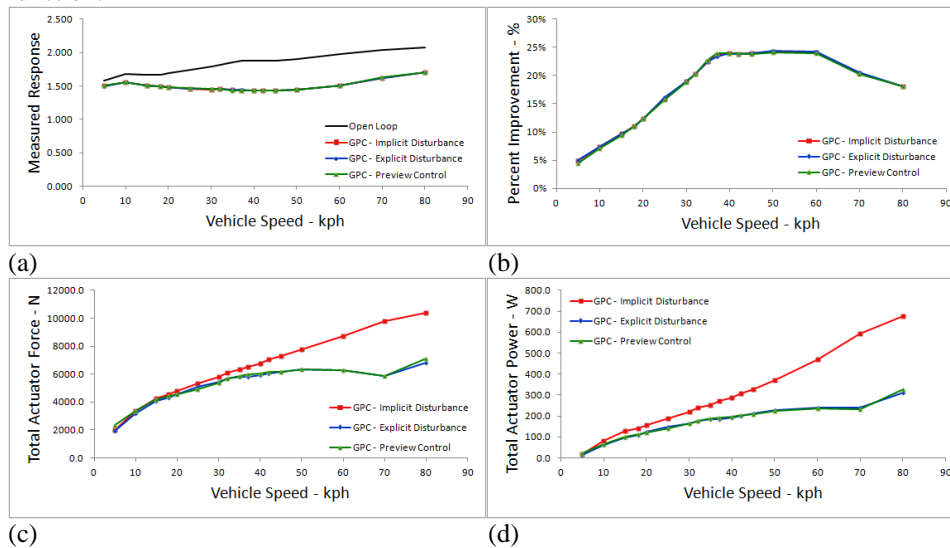 2.500
2.000
1.500
1.000
0.500
0.000
Measured Response
Open Loop
GPC - Implicit Disturbance
GPC - Explicit Disturbance
GPC - Preview Control
0 10 20 30 40 50 60 70 80 90
Vehicle Speed - kph
(a)
30%
25%
20%
15%
10%
5%
0%
Percent Improvement - %
GPC - Implicit Disturbance
GPC - Explicit Disturbance
GPC - Preview Control
0 10 20 30 40 50 60 70 80 90
Vehicle Speed - kph
(b)
12000.0
10000.0
8000.0
6000.0
4000.0
2000.0
0.0
Total Actuator Force - N
GPC - Implicit Disturbance
GPC - Explicit Disturbance
GPC - Preview Control
0 10 20 30 40 50 60 70 80 90
Vehicle Speed - kph
(c)
800.0
700.0
600.0
500.0
400.0
300.0
200.0
100.0
0.0
Total Actuator Power - W
GPC - Implicit Disturbance
GPC - Explicit Disturbance
GPC - Preview Control
0 10 20 30 40 50 60 70 80 90
Vehicle Speed - kph
(d)